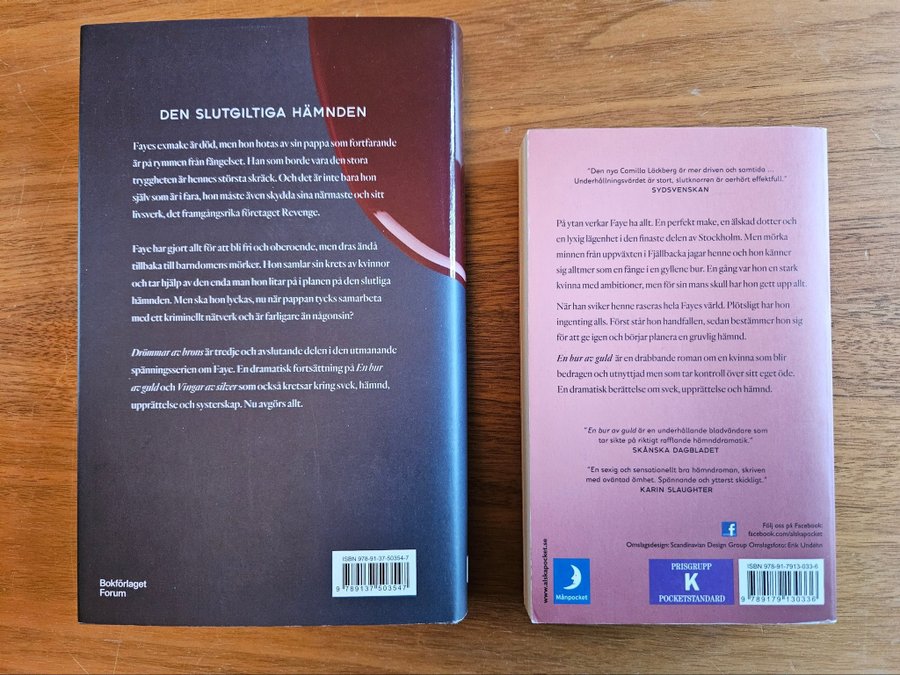 DEN SLUTGILTIGA HÄMNDEN
Fayes exmake är död, men hon hotas av sin pappa som fortfarande
är på rymmen från fängelset. Han som borde vara den stora
tryggheten är hennes största skräck. Och det är inte bara hon
själv som är i fara, hon måste även skydda sina närmaste och sitt
livsverk, det framgångsrika företaget Revenge.
Faye har gjort allt för att bli fri och oberoende, men dras ändå
tillbaka till barndomens mörker. Hon samlar sin krets av kvinnor
och tar hjälp av den enda man hon litar på i planen på den slutliga
hämnden. Men ska hon lyckas, nu när pappan tycks samarbeta
med ett kriminellt nätverk och är farligare än någonsin?
Drömmar av brons är tredje och avslutande delen i den utmanande
spänningsserien om Faye. En dramatisk fortsättning på En bur
av guld och Vingar av silver som också kretsar kring svek, hämnd,
upprättelse och systerskap. Nu avgörs allt.
Bokförlaget
Forum
ISBN 978-91-37-50354-7
9 789137 503547
"Den nya Camilla Läckberg är mer driven och samtida ...
Underhållningsvärdet är stort, slutknorren är oerhört effektfull."
SYDSVENSKAN
På ytan verkar Faye ha allt. En perfekt make, en älskad dotter och
en lyxig lägenhet i den finaste delen av Stockholm. Men mörka
minnen från uppväxten i Fjällbacka jagar henne och hon känner
sig alltmer som en fånge i en gyllene bur. En gång var hon en stark
kvinna med ambitioner, men för sin mans skull har hon gett upp allt.
När han sviker henne raseras hela Fayes värld. Plötsligt har hon
ingenting alls. Först står hon handfallen, sedan bestämmer hon sig
för att ge igen och börjar planera en gruvlig hämnd.
En bur av guld är en drabbande roman om en kvinna som blir
bedragen och utnyttjad men som tar kontroll över sitt eget öde.
En dramatisk berättelse om svek, upprättelse och hämnd.
"En bur av guld är en underhållande bladvändare som
tar sikte på riktigt rafflande hämnddramatik."
SKÅNSKA DAGBLADET
"En sexig och sensationellt bra hämndroman, skriven
med oväntad ömhet. Spännande och ytterst skickligt."
KARIN SLAUGHTER
Följ oss på Facebook:
facebook.com/alskapocket
Omslagsdesign: Scandinavian Design Group Omslagsfoto: Erik Undéhn
www.alskapocket.se
Månpocket
PRISGRUPP
K
POCKETSTANDARD
ISBN 978-91-7913-033-6
9 789179 130336